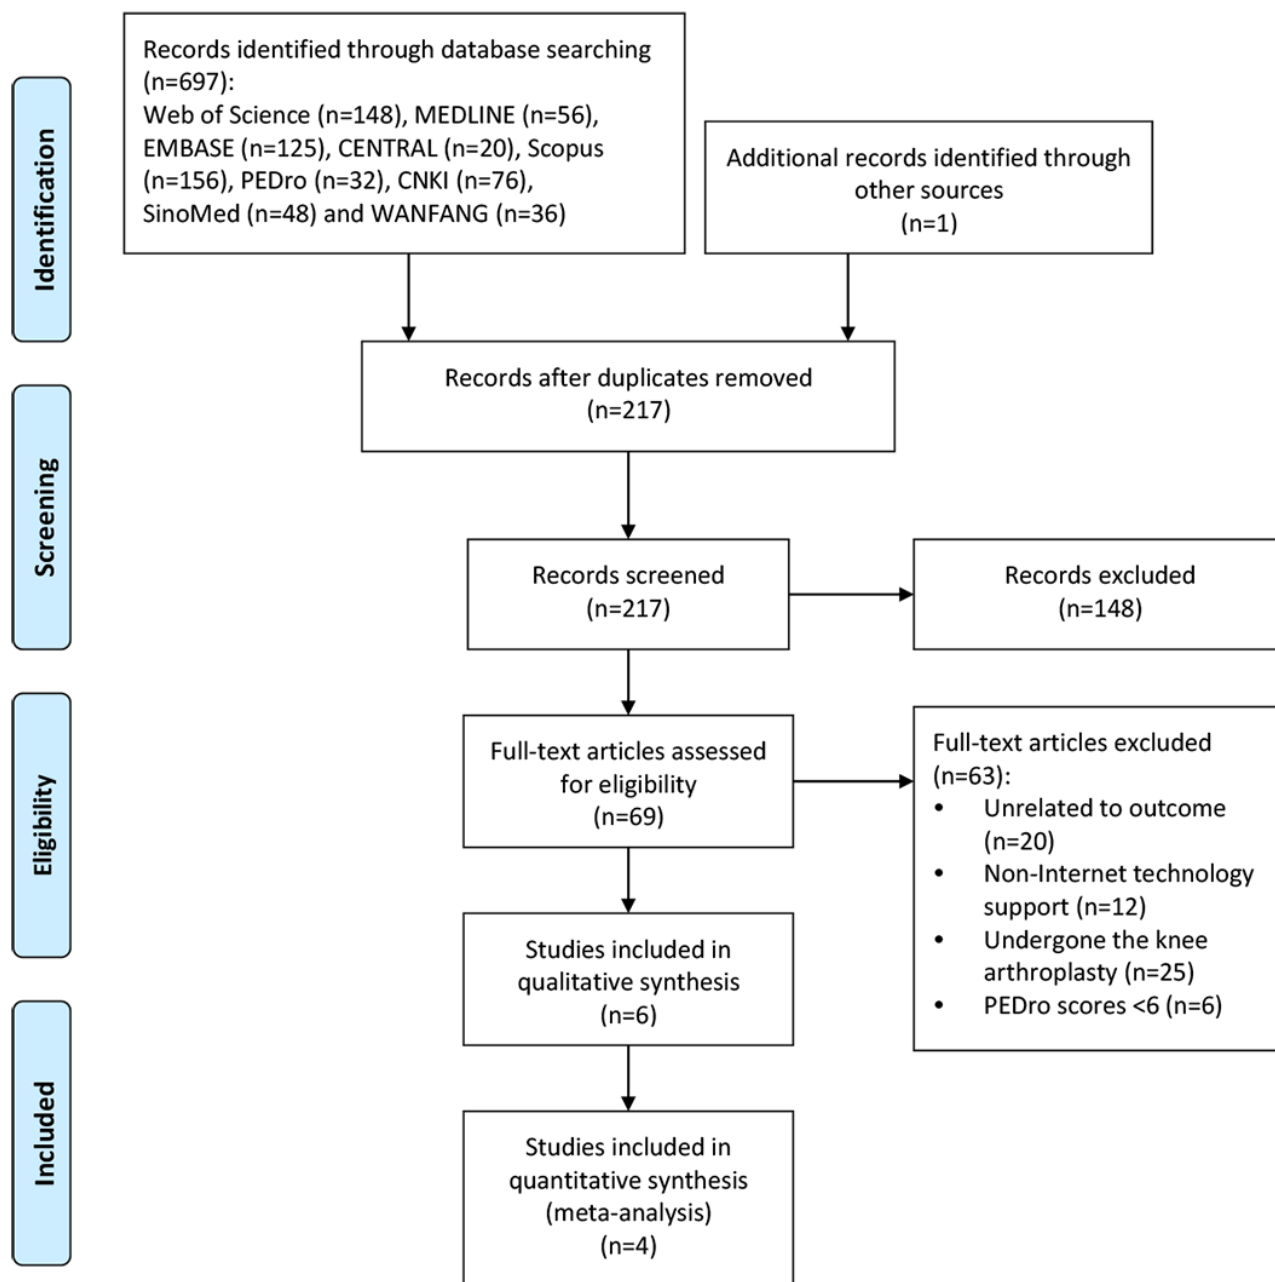 Records identified through database searching
(n=697):
Web of Science (n=148), MEDLINE (n=56),
EMBASE (n=125), CENTRAL (n=20), Scopus
(n=156), PEDro (n=32), CNKI (n=76),
SinoMed (n=48) and WANFANG (n=36)
Additional records identified through
other sources
(n=1)
Identification
Records after duplicates removed
(n=217)
Screening
Records screened
(n=217)
Records excluded
(n=148)
Eligibility
Full-text articles assessed
for eligibility
(n=69)
Full-text articles excluded
(n=63):
• Unrelated to outcome
(n=20)
• Non-Internet technology
support (n=12)
• Undergone the knee
arthroplasty (n=25)
• PEDro scores <6 (n=6)
Studies included in
qualitative synthesis
(n=6)
Included
Studies included in
quantitative synthesis
(meta-analysis)
(n=4)